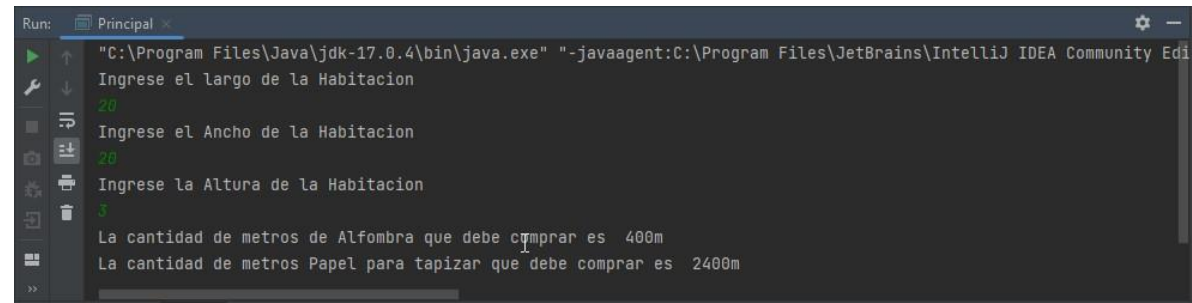 Run: Principal ×
"C:\Program Files\Java\jdk-17.0.4\bin\java.exe" "-javaagent:C:\Program Files\JetBrains\IntelliJ IDEA Community Edi
Ingrese el largo de la Habitacion
20
Ingrese el Ancho de la Habitacion
20
Ingrese la Altura de la Habitacion
3
La cantidad de metros de Alfombra que debe comprar es  400m
La cantidad de metros Papel para tapizar que debe comprar es  2400m